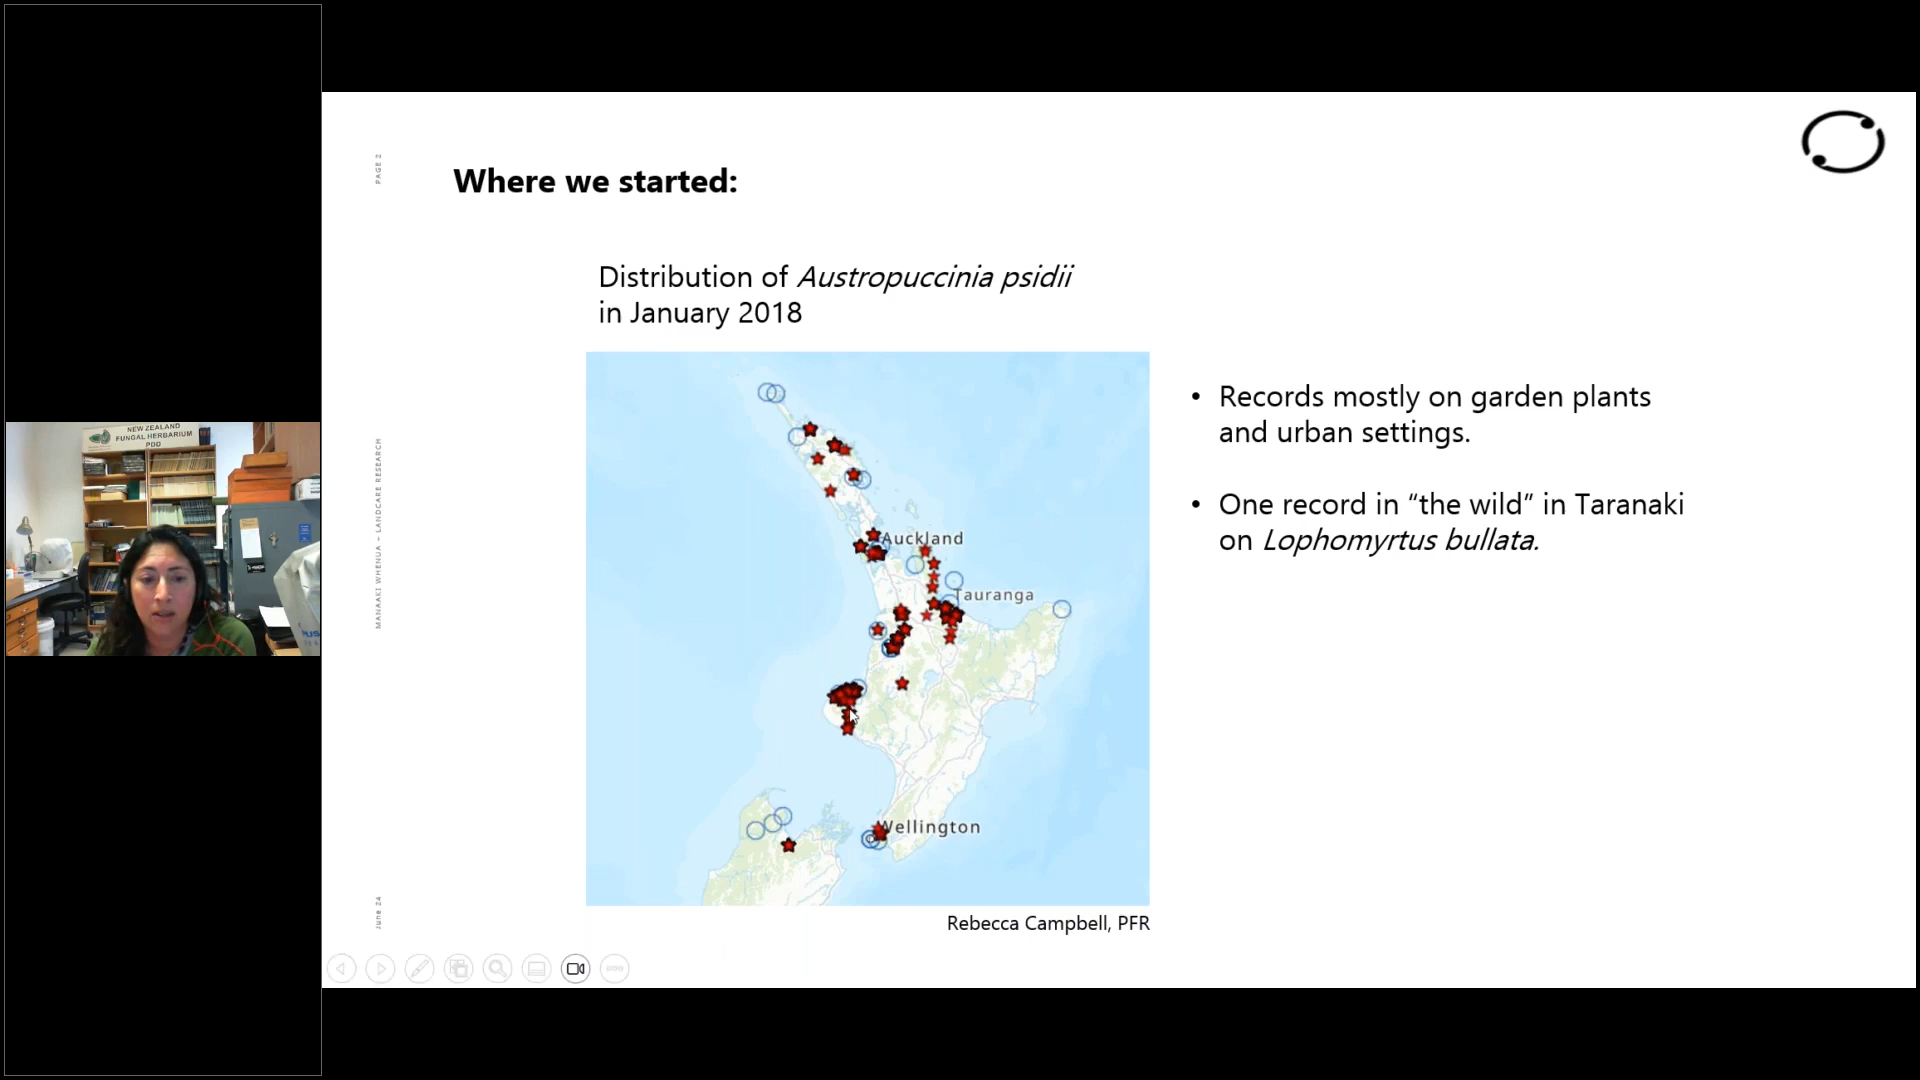 NEW ZEALAND
FUNGAL HERBARIUM
PDD
PAGE 2
MANAAKI WHENUA – LANDCARE RESEARCH
June 24
Where we started:
Distribution of Austropuccinia psidii
in January 2018
Auckland
Tauranga
Wellington
Rebecca Campbell, PFR
• Records mostly on garden plants
and urban settings.
• One record in “the wild” in Taranaki
on Lophomyrtus bullata.